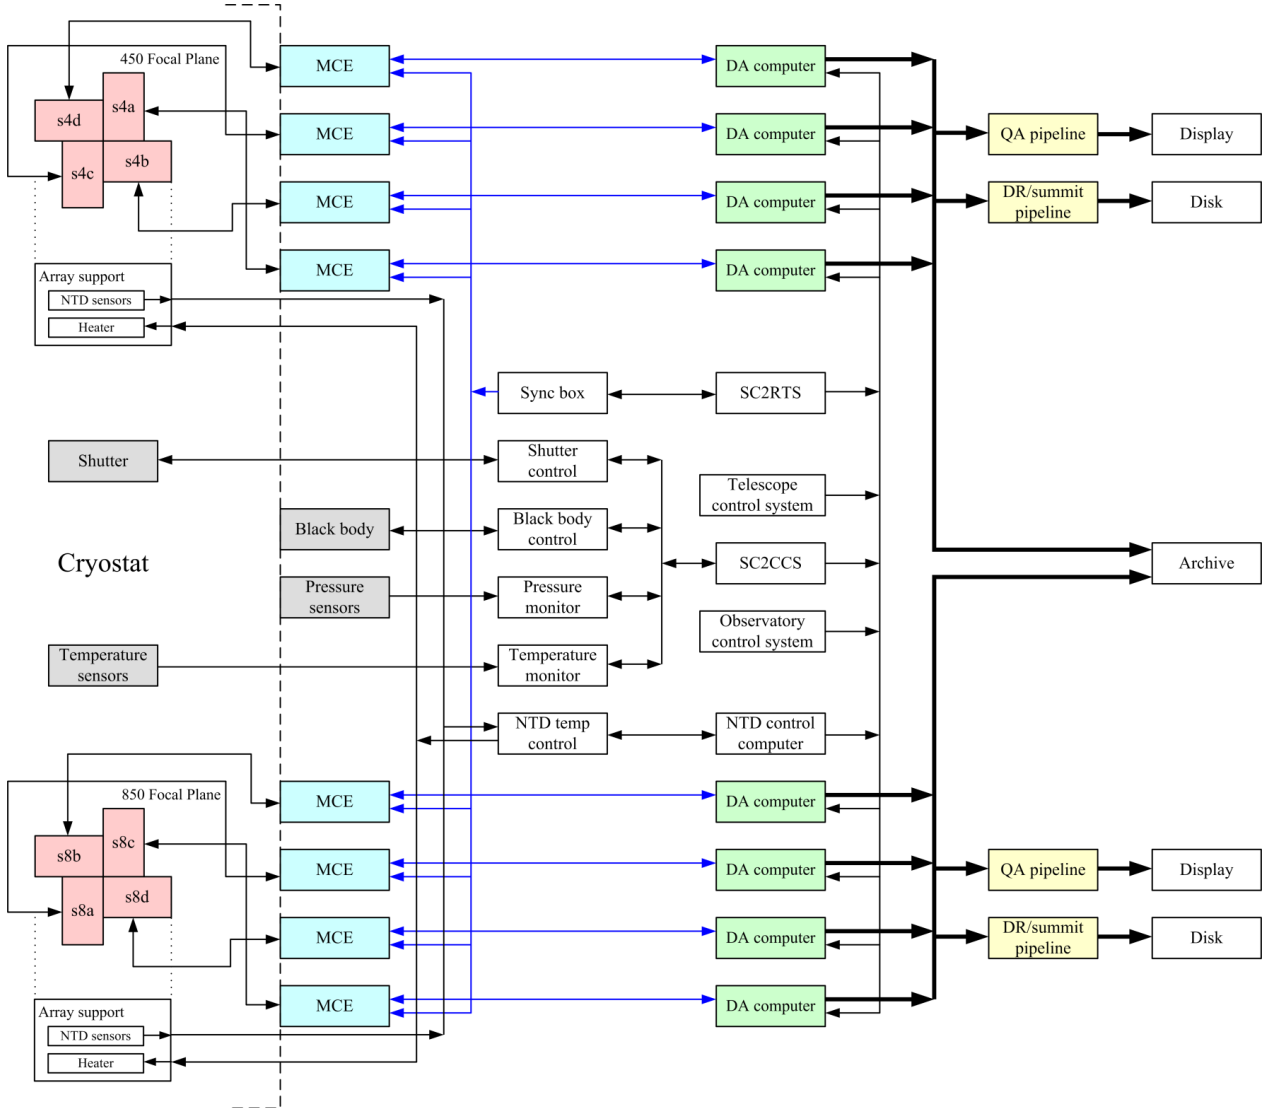 450 Focal Plane
MCE
DA computer
s4a
s4d
MCE
DA computer
QA pipeline
Display
s4b
s4c
MCE
DA computer
DR/summit
pipeline
Disk
MCE
DA computer
Array support
NTD sensors
Heater
Sync box
SC2RTS
Shutter
Shutter
control
Telescope
control system
Black body
Black body
control
Cryostat
SC2CCS
Archive
Pressure
sensors
Pressure
monitor
Observatory
control system
Temperature
sensors
Temperature
monitor
NTD temp
control
NTD control
computer
850 Focal Plane
MCE
DA computer
s8c
s8b
MCE
DA computer
QA pipeline
Display
s8d
s8a
MCE
DA computer
DR/summit
pipeline
Disk
MCE
DA computer
Array support
NTD sensors
Heater